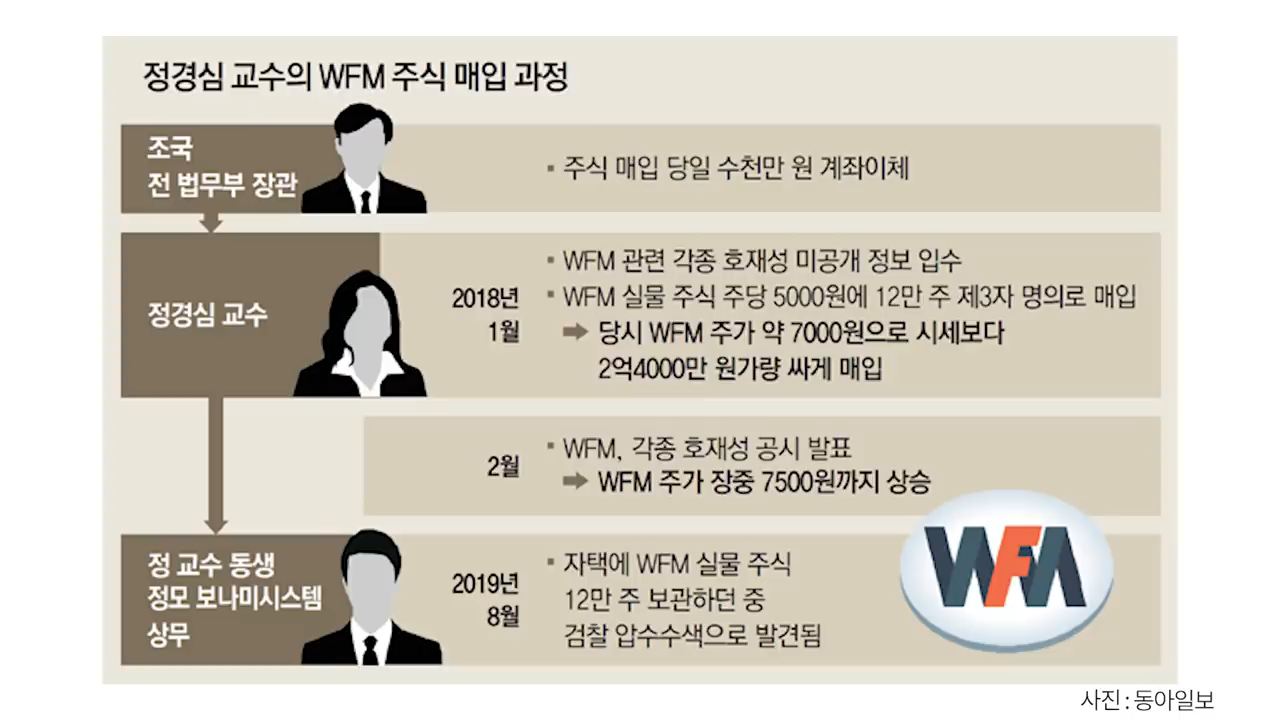 정경심 교수의 WFM 주식 매입 과정
조국
전 법무부 장관
▪ 주식 매입 당일 수천만 원 계좌이체
정경심 교수
2018년
1월
▪ WFM 관련 각종 호재성 미공개 정보 입수
▪ WFM 실물 주식 주당 5000원에 12만 주 제3자 명의로 매입
➡ 당시 WFM 주가 약 7000원으로 시세보다
2억4000만 원가량 싸게 매입
2월
▪ WFM, 각종 호재성 공시 발표
➡ WFM 주가 장중 7500원까지 상승
정 교수 동생
정모 보나미시스템
상무
2019년
8월
▪ 자택에 WFM 실물 주식
12만 주 보관하던 중
검찰 압수수색으로 발견됨
WFM
사진 : 동아일보